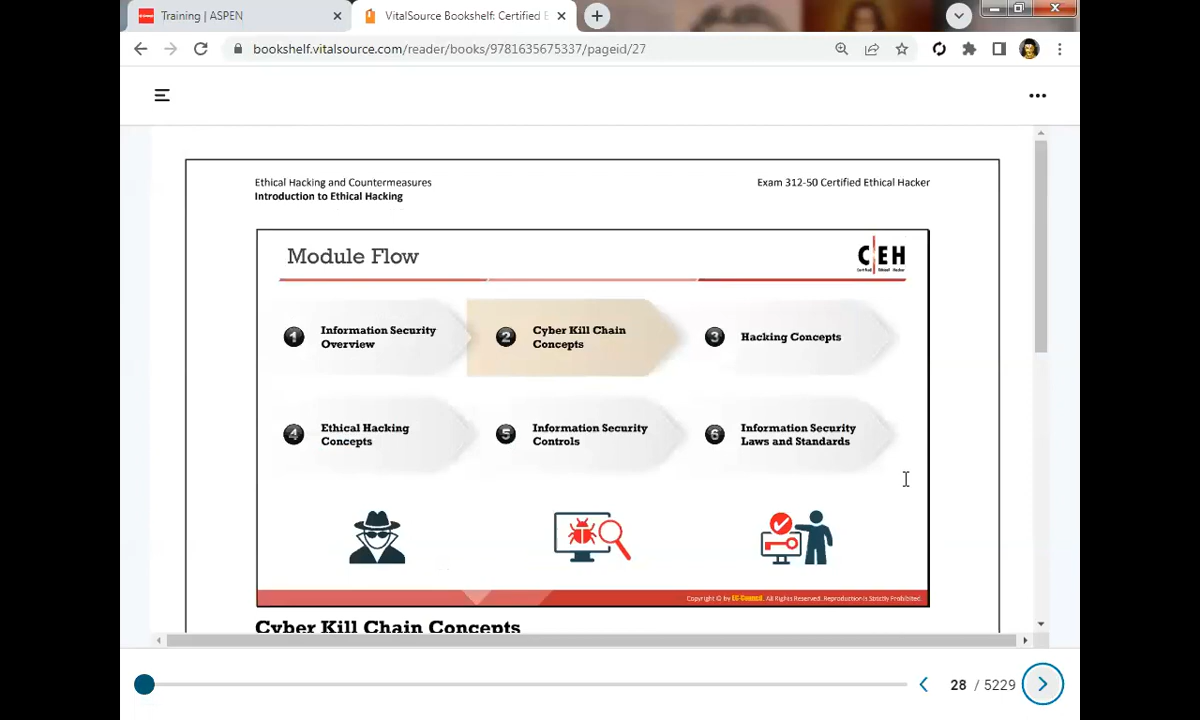 Training | ASPEN
VitalSource Bookshelf: Certified E
bookshelf.vitalsource.com/reader/books/9781635675337/pageid/27
Ethical Hacking and Countermeasures
Exam 312-50 Certified Ethical Hacker
Introduction to Ethical Hacking
Module Flow
C|EH
Certified Ethical Hacker
1
Information Security
Overview
2
Cyber Kill Chain
Concepts
3
Hacking Concepts
4
Ethical Hacking
Concepts
5
Information Security
Controls
6
Information Security
Laws and Standards
Copyright © by EC-Council. All Rights Reserved. Reproduction is Strictly Prohibited.
Cyber Kill Chain Concepts
28 / 5229